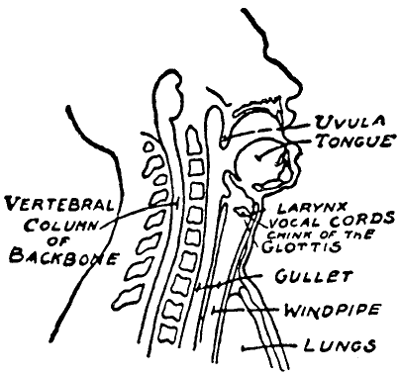 UVULA
TONGUE
VERTEBRAL
COLUMN
OF
BACKBONE
LARYNX
VOCAL CORDS
CHINK OF THE
GLOTTIS
GULLET
WINDPIPE
LUNGS